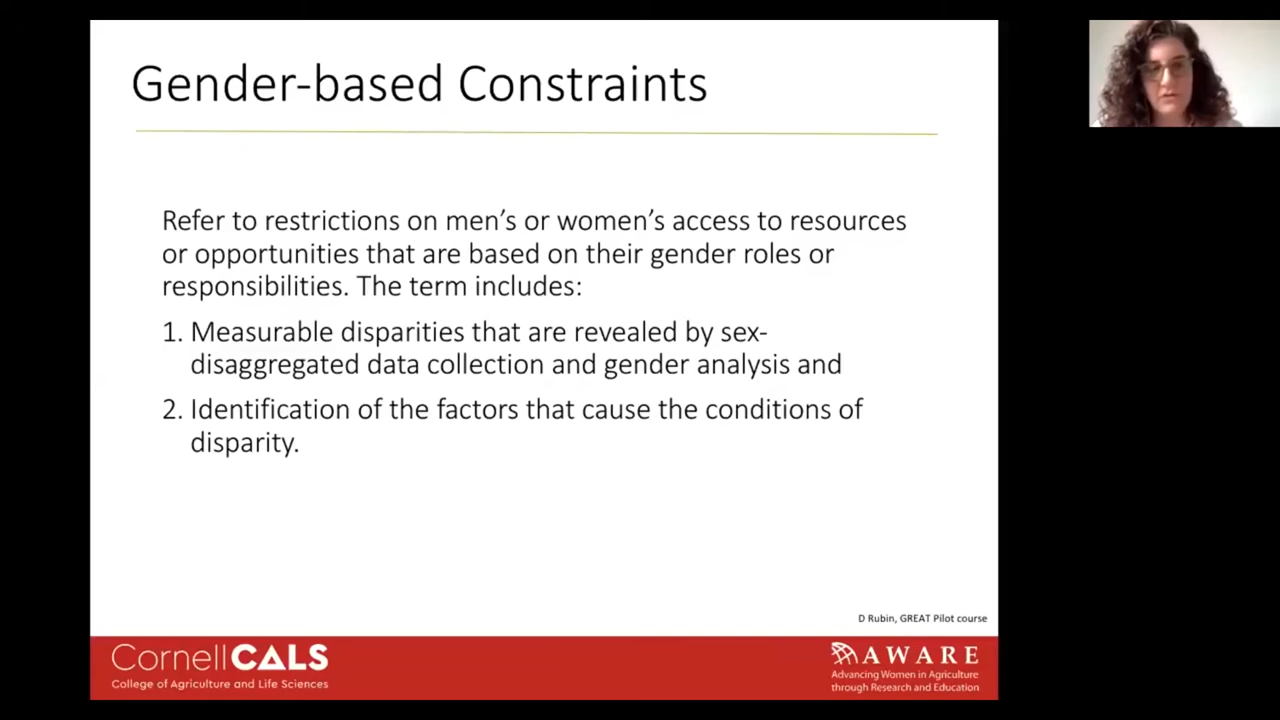 Gender-based Constraints
Refer to restrictions on men's or women's access to resources
or opportunities that are based on their gender roles or
responsibilities. The term includes:
1. Measurable disparities that are revealed by sex-
disaggregated data collection and gender analysis and
2. Identification of the factors that cause the conditions of
disparity.
D Rubin, GREAT Pilot course
CornellCALS
College of Agriculture and Life Sciences
AWARE
Advancing Women in Agriculture
through Research and Education